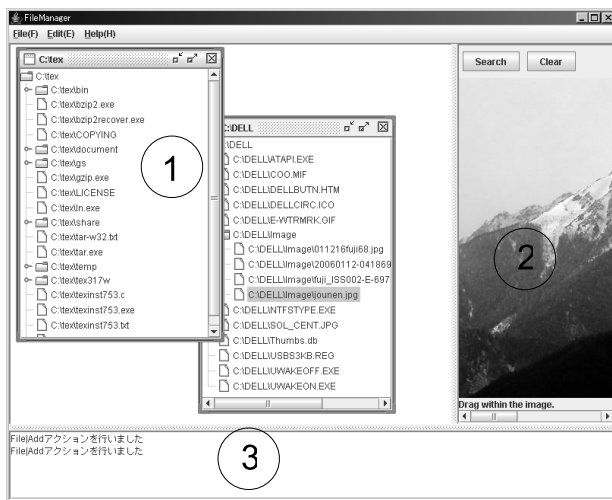 FileManager
File(F) Edit(E) Help(H)
C:\tex
C:\tex
C:\tex\bin
C:\tex\bzip2.exe
C:\tex\bzip2recover.exe
C:\tex\COPYING
C:\tex\document
C:\tex\gs
C:\tex\gzip.exe
C:\tex\LICENSE
C:\tex\ln.exe
C:\tex\share
C:\tex\tar-w32.txt
C:\tex\tar.exe
C:\tex\temp
C:\tex\tex317w
C:\tex\texinst753.c
C:\tex\texinst753.exe
C:\tex\texinst753.txt
1
C:\DELL
:\DELL
C:\DELL\ATAPI.EXE
C:\DELL\COO.MIF
C:\DELL\DELLBUTN.HTM
C:\DELL\DELLCIRC.ICO
C:\DELL\E-WTRMRK.GIF
C:\DELL\Image
C:\DELL\Image\011216fuji68.jpg
C:\DELL\Image\20060112-041869
C:\DELL\Image\fuji_ISS002-E-697
C:\DELL\Image\jounen.jpg
C:\DELL\NTFSTYPE.EXE
C:\DELL\SOL_CENT.JPG
C:\DELL\Thumbs.db
C:\DELL\USBS3KB.REG
C:\DELL\UWAKEOFF.EXE
C:\DELL\UWAKEON.EXE
Search Clear
2
Drag within the image.
File|Addアクションを行いました
File|Addアクションを行いました
3